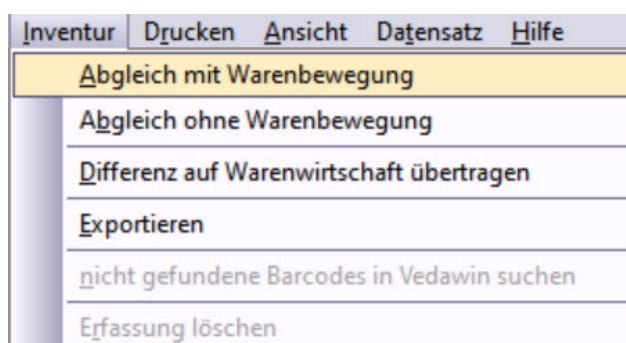 Inventur Drucken Ansicht Datensatz Hilfe
Abgleich mit Warenbewegung
Abgleich ohne Warenbewegung
Differenz auf Warenwirtschaft übertragen
Exportieren
nicht gefundene Barcodes in Vedawin suchen
Erfassung löschen